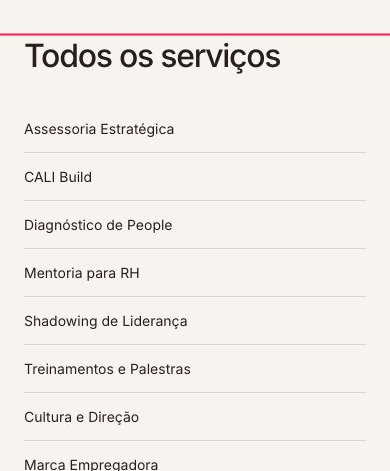 Todos os serviços
Assessoria Estratégica
CALI Build
Diagnóstico de People
Mentoria para RH
Shadowing de Liderança
Treinamentos e Palestras
Cultura e Direção
Marca Empregadora